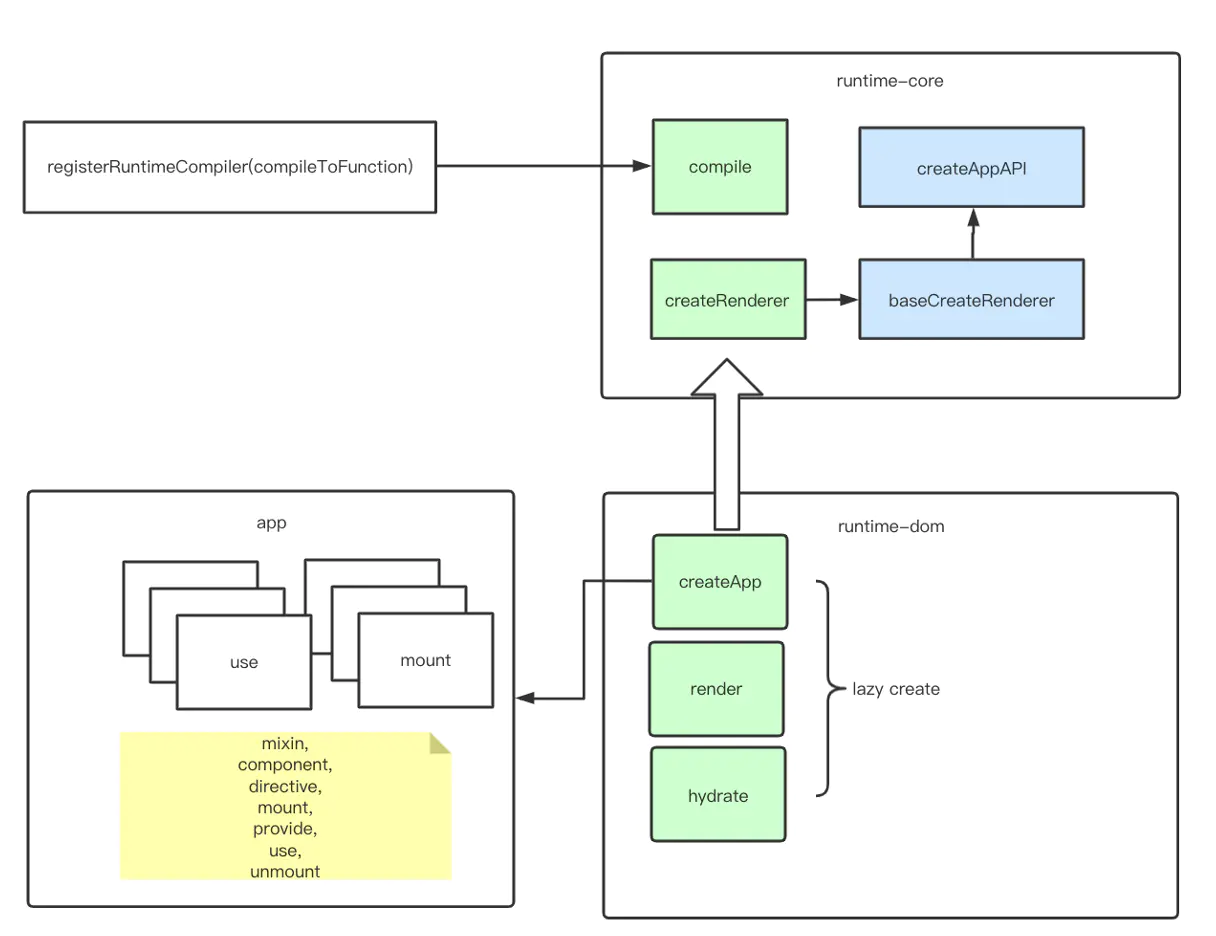 runtime-core
registerRuntimeCompiler(compileToFunction)
compile
createAppAPI
createRenderer
baseCreateRenderer
app
runtime-dom
createApp
use
mount
render
lazy create
hydrate
mixin,
component,
directive,
mount,
provide,
use,
unmount